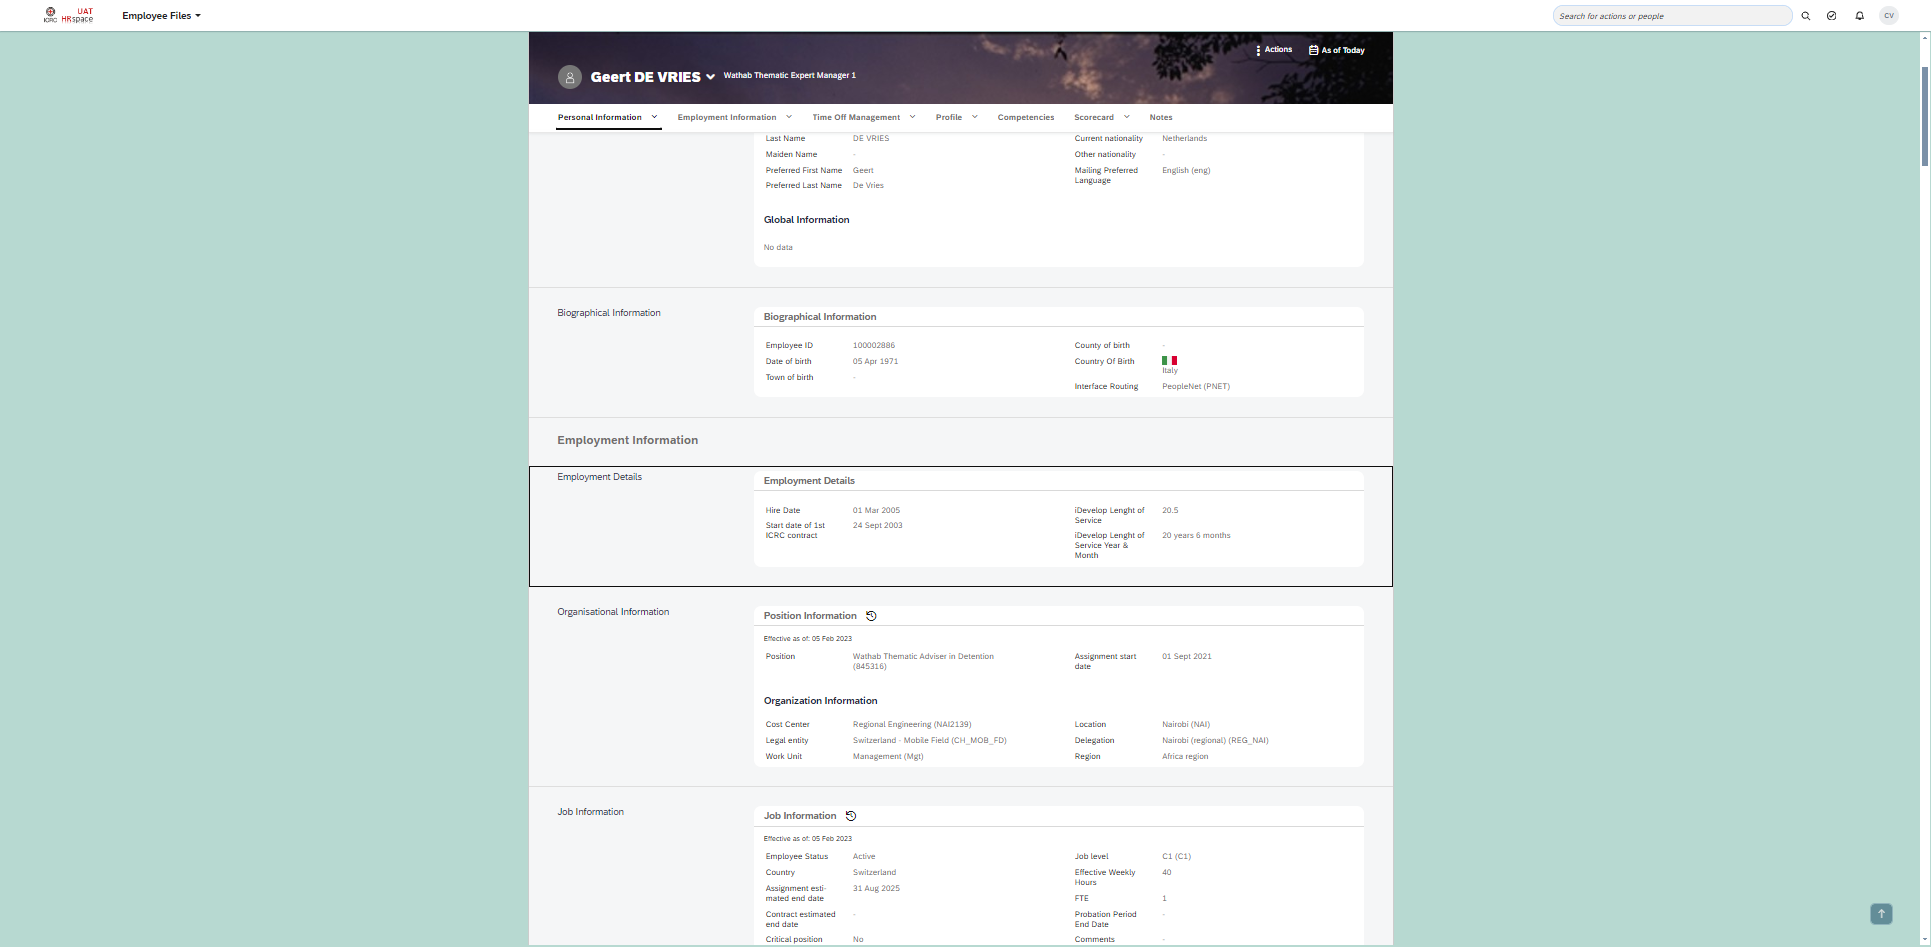 UAT
ICRC HRspace
Employee Files
Search for actions or people
CV
Actions
As of Today
Geert DE VRIES
Wathab Thematic Expert Manager 1
Personal Information
Employment Information
Time Off Management
Profile
Competencies
Scorecard
Notes
Last Name DE VRIES
Current nationality Netherlands
Maiden Name -
Other nationality -
Preferred First Name Geert
Mailing Preferred
Language
English (eng)
Preferred Last Name De Vries
Global Information
No data
Biographical Information
Biographical Information
Employee ID 100002886
County of birth -
Date of birth 05 Apr 1971
Country Of Birth
Italy
Town of birth -
Interface Routing PeopleNet (PNET)
Employment Information
Employment Details
Employment Details
Hire Date 01 Mar 2005
iDevelop Lenght of
Service
20.5
Start date of 1st
ICRC contract
24 Sept 2003
iDevelop Lenght of
Service Year &
Month
20 years 6 months
Organisational Information
Position Information
Effective as of: 05 Feb 2023
Position
Wathab Thematic Adviser in Detention
(845316)
Assignment start
date
01 Sept 2021
Organization Information
Cost Center Regional Engineering (NAI2139)
Location Nairobi (NAI)
Legal entity Switzerland - Mobile Field (CH_MOB_FD)
Delegation Nairobi (regional) (REG_NAI)
Work Unit Management (Mgt)
Region Africa region
Job Information
Job Information
Effective as of: 05 Feb 2023
Employee Status Active
Job level C1 (C1)
Country Switzerland
Effective Weekly
Hours
40
Assignment esti-
mated end date
31 Aug 2025
FTE 1
Contract estimated
end date
-
Probation Period
End Date
-
Critical position No
Comments -